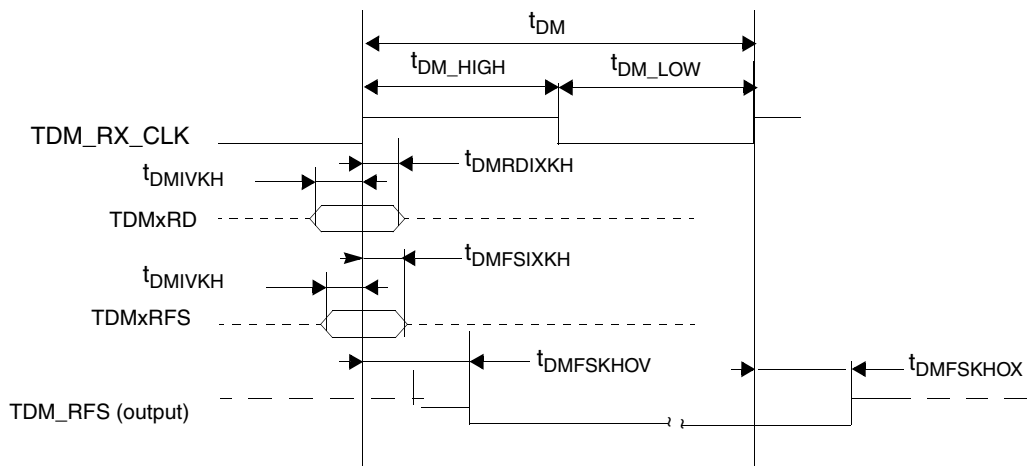 tDM
tDM_HIGH
tDM_LOW
TDM_RX_CLK
tDMIVKH
tDMRDIXKH
TDMxRD
tDMIVKH
tDMFSIXKH
TDMxRFS
tDMFSKHOV
tDMFSKHOX
TDM_RFS (output)